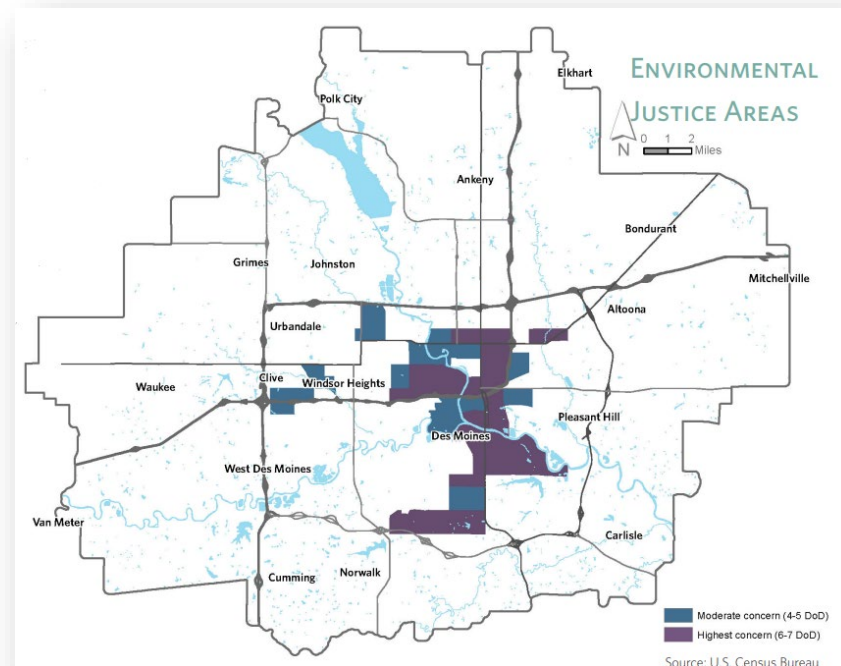 ENVIRONMENTAL
JUSTICE AREAS
0 1 2
Miles
N
Elkhart
Polk City
Ankeny
Bondurant
Grimes
Johnston
Mitchellville
Altoona
Urbandale
Clive
Windsor Heights
Waukee
Pleasant Hill
Des Moines
West Des Moines
Van Meter
Carlisle
Norwalk
Cumming
Moderate concern (4-5 DoD)
Highest concern (6-7 DoD)
Source: U.S. Census Bureau